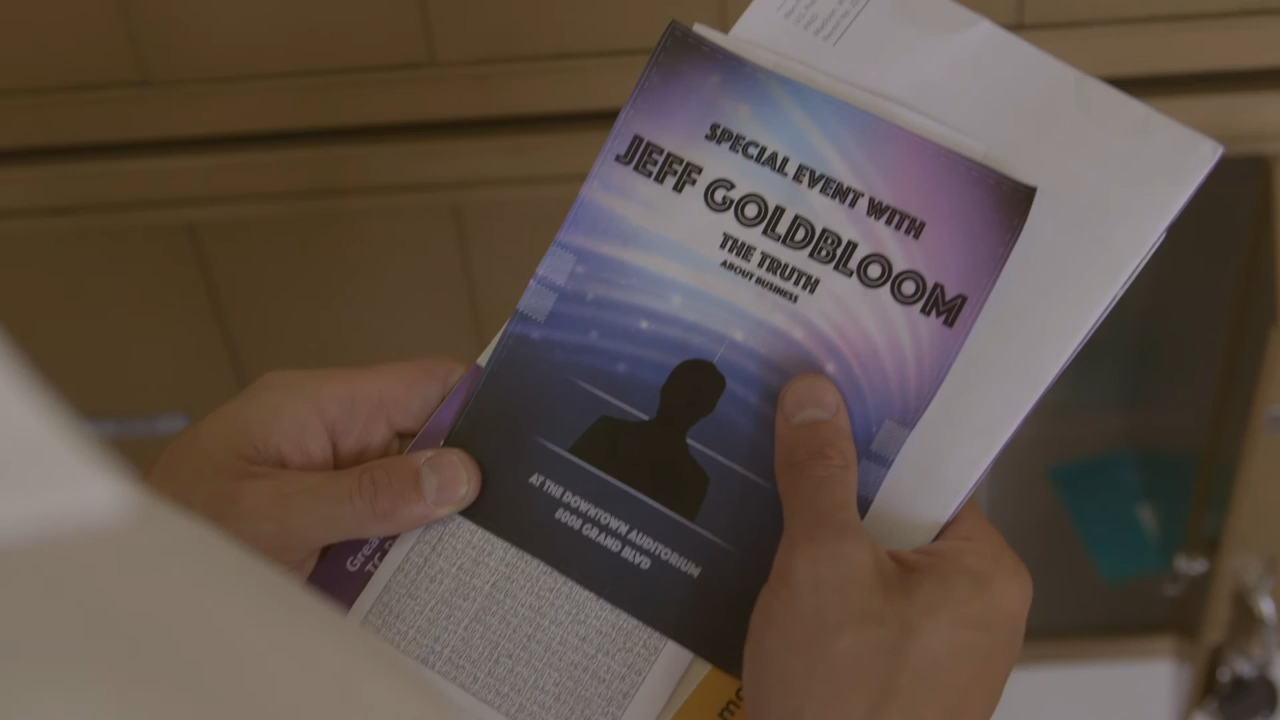 SPECIAL EVENT WITH
JEFF GOLDBLOOM
THE TRUTH
ABOUT BUSINESS
AT THE DOWNTOWN AUDITORIUM
8008 GRAND BLVD